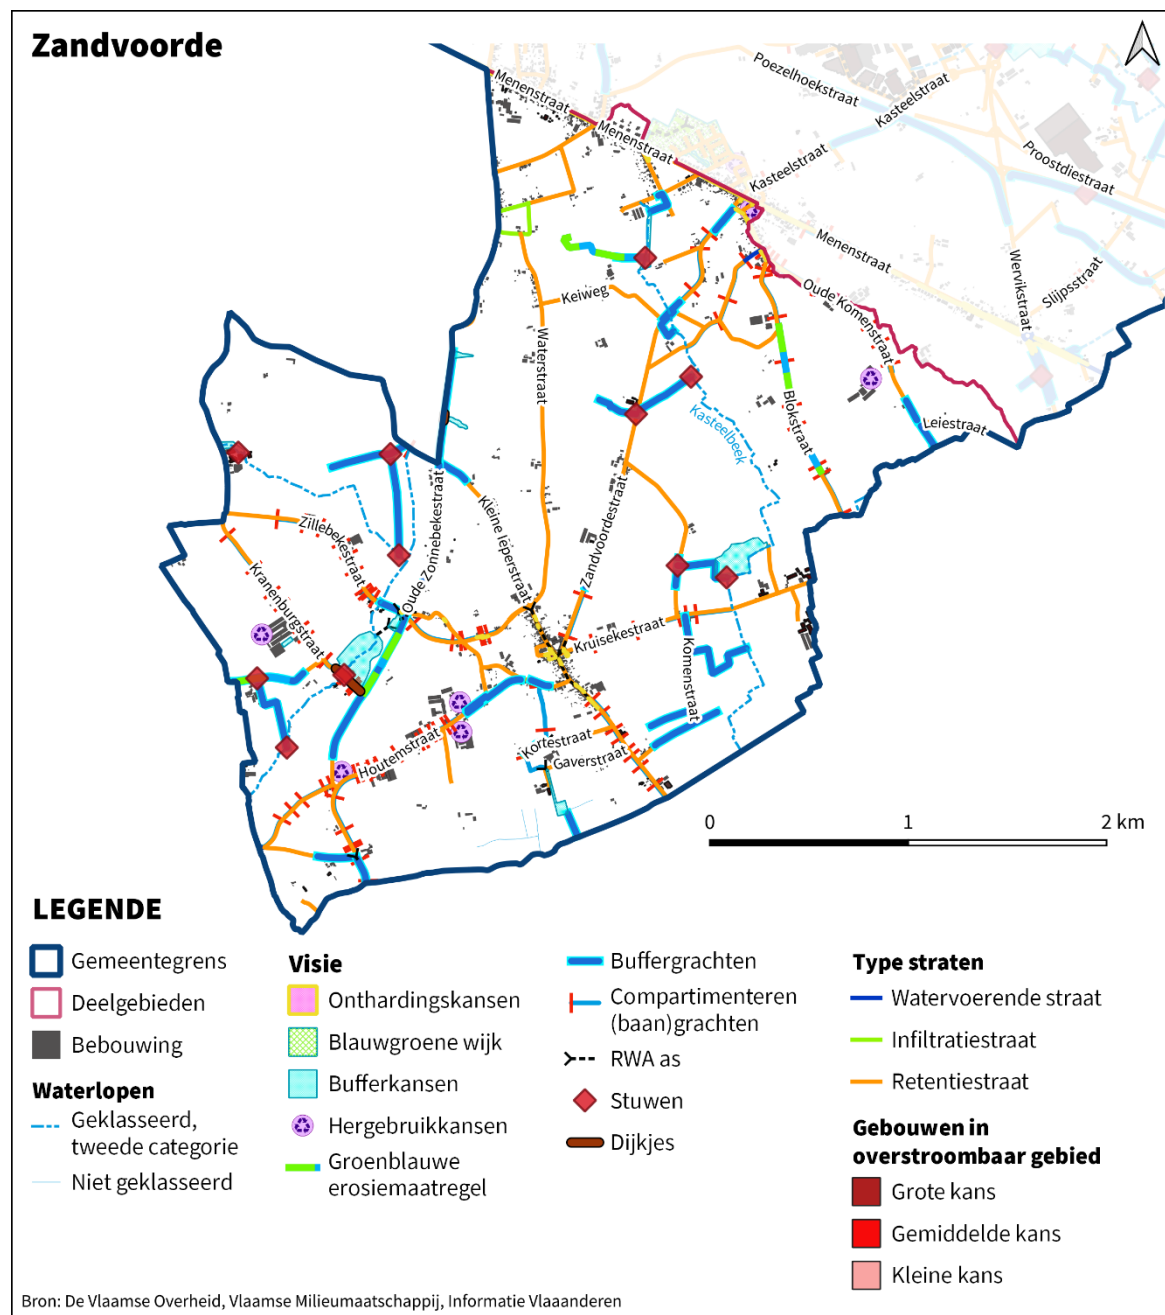 Zandvoorde
Menenstraat
Menenstraat
Poezelhoekstraat
Kasteelstraat
Kasteelstraat
Proostdiestraat
Menenstraat
Wervikstraat
Slijpsstraat
Keiweg
Oude Komenstraat
Waterstraat
Blokstraat
Kasteelbeek
Leiestraat
Oude Zonnebekestraat
Kleine Ieperstraat
Zandvoordestraat
Zillebekestraat
Kranenburgstraat
Kruisekestraat
Komenstraat
Houtemstraat
Kortestraat
Gaverstraat
0 1 2 km
LEGENDE
Gemeentegrens
Deelgebieden
Bebouwing
Waterlopen
Geklasseerd,
tweede categorie
Niet geklasseerd
Visie
Onthardingskansen
Blauwgroene wijk
Bufferkansen
Hergebruikkansen
Groenblauwe
erosiemaatregel
Buffergrachten
Compartimenteren
(baan)grachten
RWA as
Stuwen
Dijkjes
Type straten
Watervoerende straat
Infiltratiestraat
Retentiestraat
Gebouwen in
overstroombaar gebied
Grote kans
Gemiddelde kans
Kleine kans
Bron: De Vlaamse Overheid, Vlaamse Milieumaatschappij, Informatie Vlaaanderen